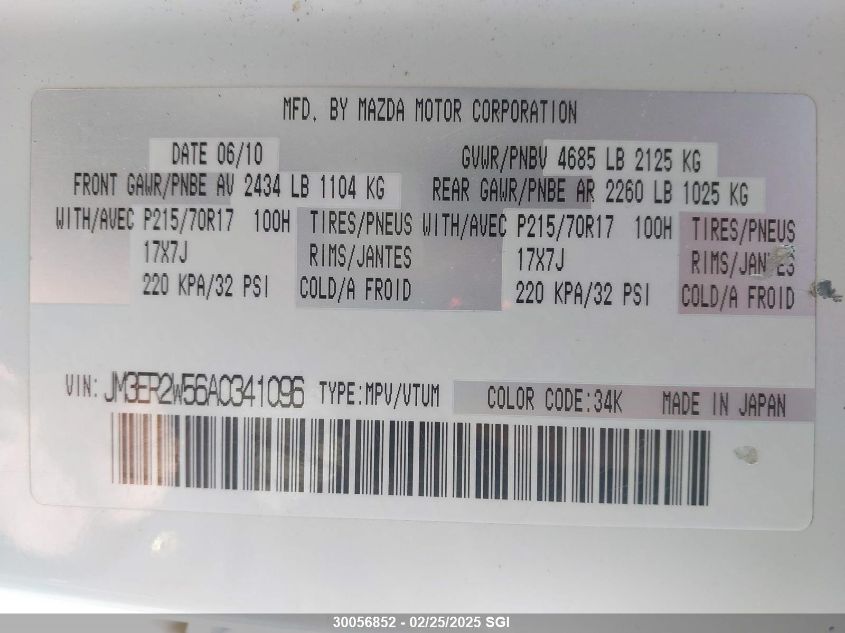 MFD. BY MAZDA MOTOR CORPORATION
DATE 06/10 GVWR/PNBV 4685 LB 2125 KG
FRONT GAWR/PNBE AV 2434 LB 1104 KG REAR GAWR/PNBE AR 2260 LB 1025 KG
WITH/AVEC P215/70R17 100H TIRES/PNEUS WITH/AVEC P215/70R17 100H TIRES/PNEUS
17X7J RIMS/JANTES 17X7J RIMS/JANTES
220 KPA/32 PSI COLD/A FROID 220 KPA/32 PSI COLD/A FROID
VIN: JM3ER2W56A0341096 TYPE:MPV/VTUM COLOR CODE:34K MADE IN JAPAN
30056852 – 02/25/2025 SGI